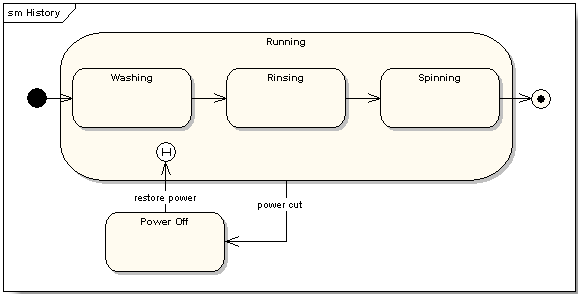 sm History
Running
Washing
Rinsing
Spinning
H
restore power
power cut
Power Off